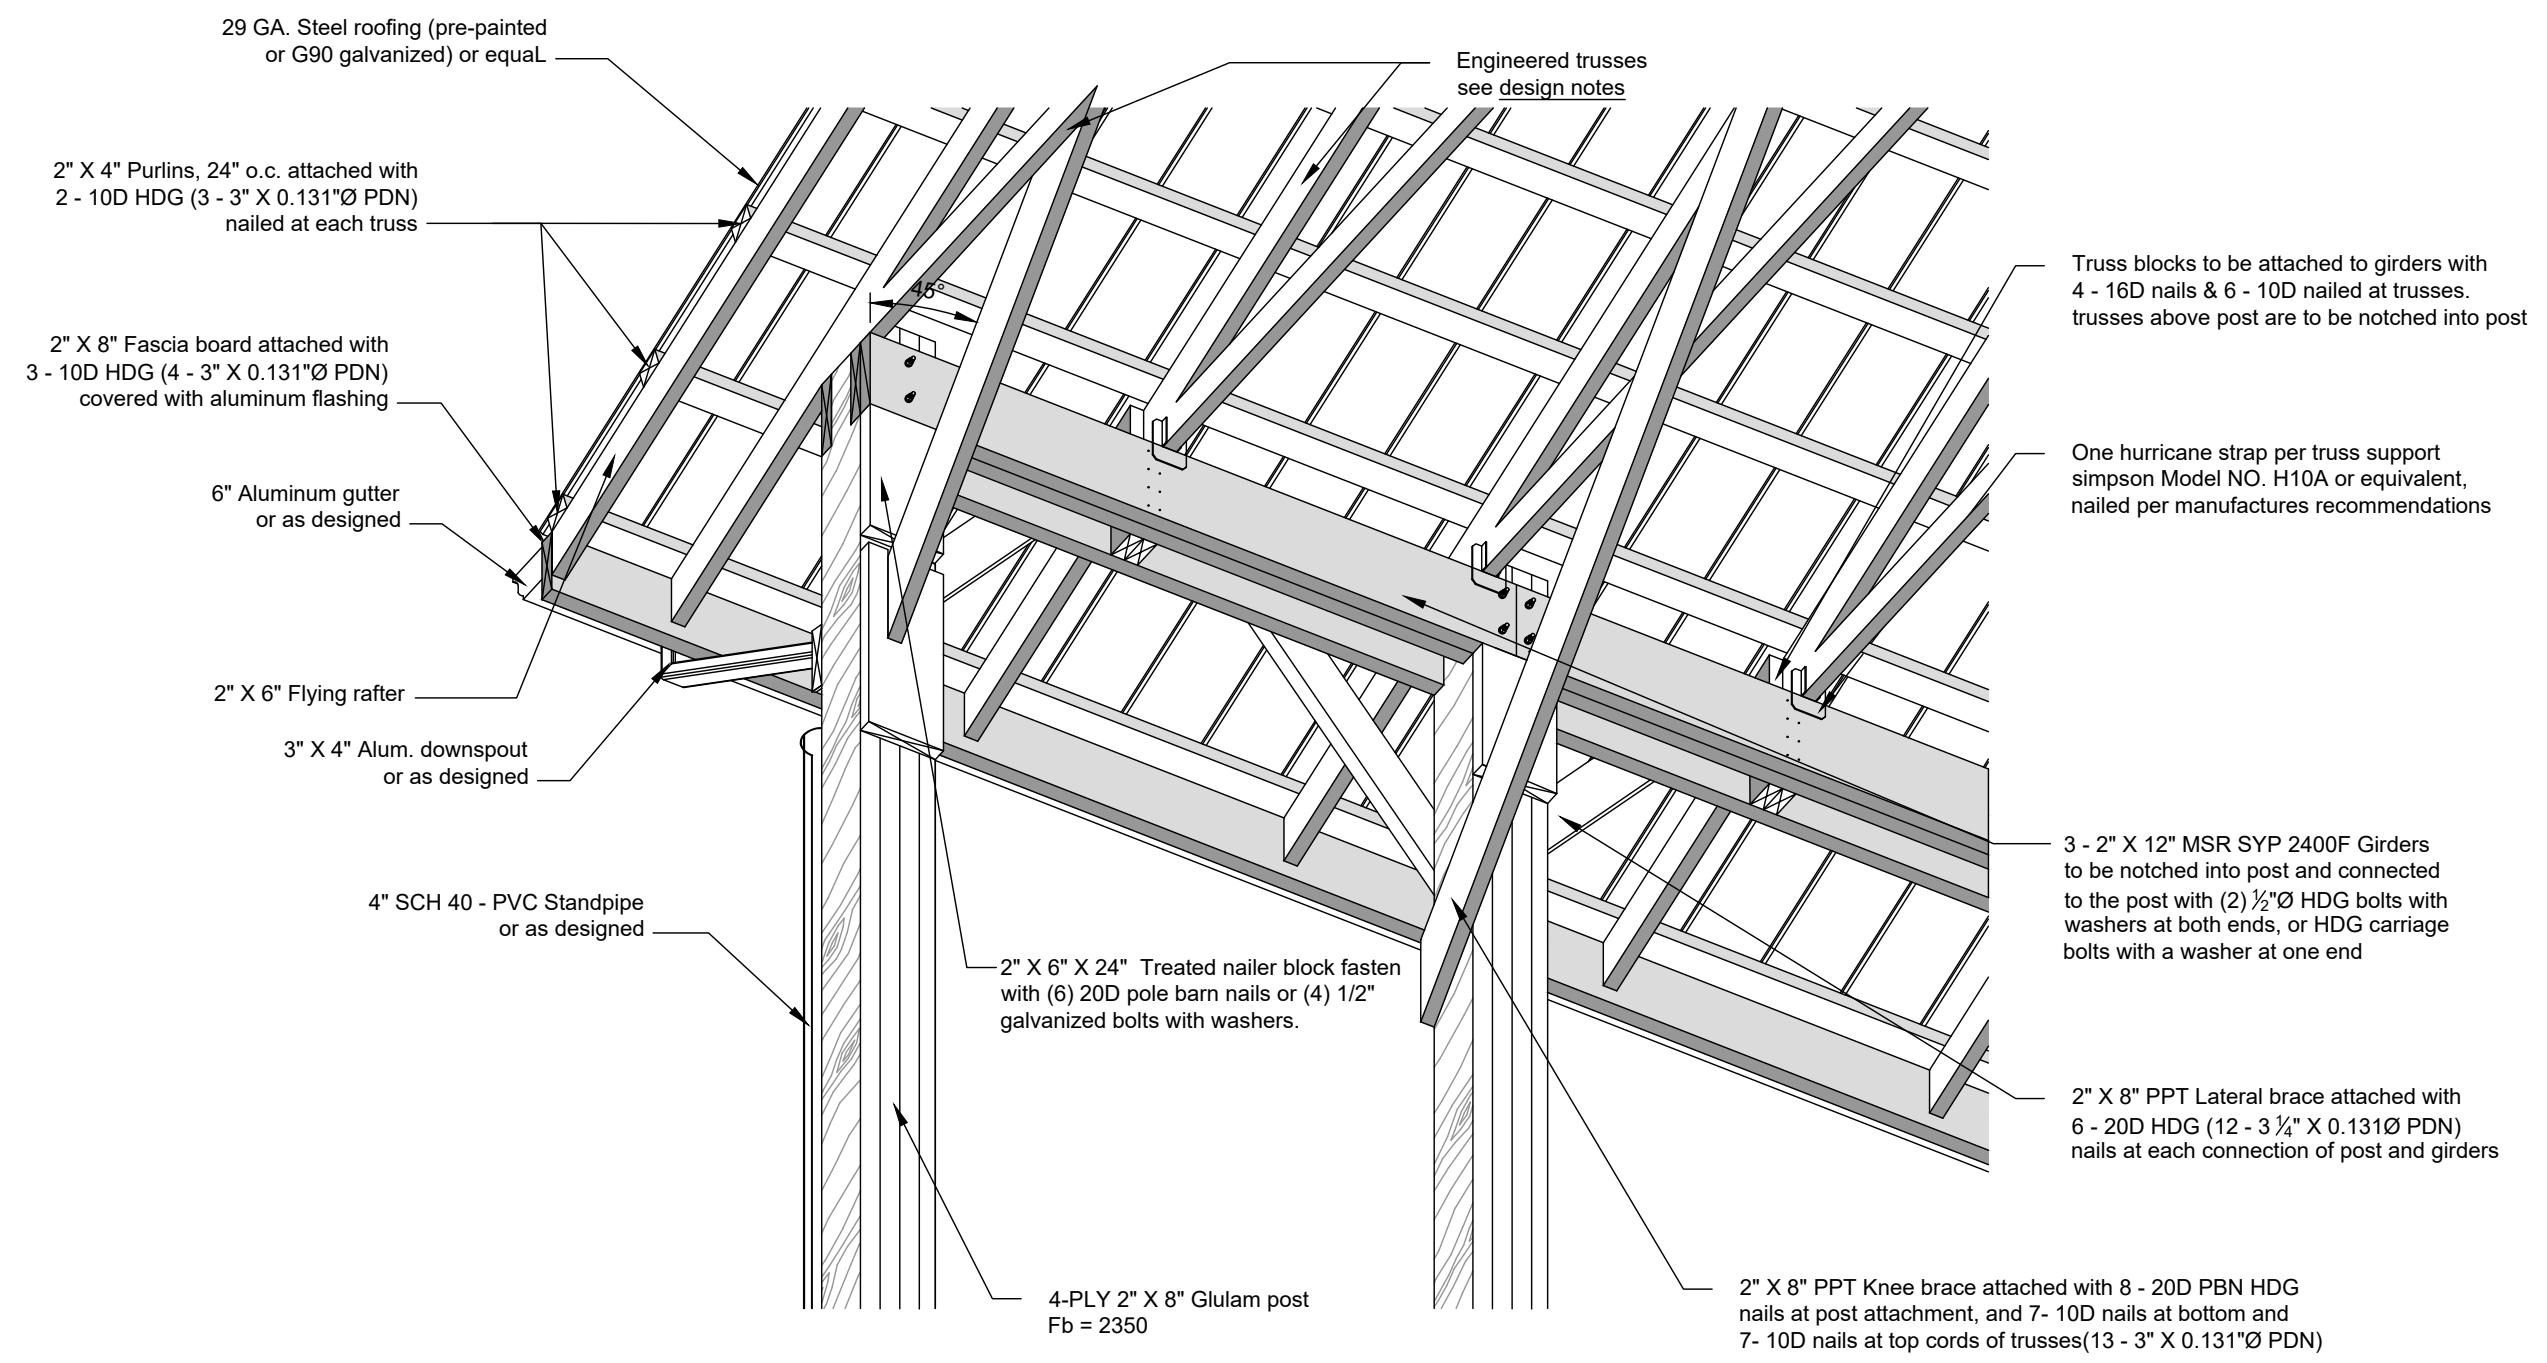 29 GA. Steel roofing (pre-painted
or G90 galvanized) or equaL
Engineered trusses
see design notes
2" X 4" Purlins, 24" o.c. attached with
2 - 10D HDG (3 - 3" X 0.131"Ø PDN)
nailed at each truss
Truss blocks to be attached to girders with
4 - 16D nails & 6 - 10D nailed at trusses.
trusses above post are to be notched into post
45°
2" X 8" Fascia board attached with
3 - 10D HDG (4 - 3" X 0.131"Ø PDN)
covered with aluminum flashing
One hurricane strap per truss support
simpson Model NO. H10A or equivalent,
nailed per manufactures recommendations
6" Aluminum gutter
or as designed
2" X 6" Flying rafter
3" X 4" Alum. downspout
or as designed
3 - 2" X 12" MSR SYP 2400F Girders
to be notched into post and connected
to the post with (2) ½"Ø HDG bolts with
washers at both ends, or HDG carriage
bolts with a washer at one end
4" SCH 40 - PVC Standpipe
or as designed
2" X 6" X 24" Treated nailer block fasten
with (6) 20D pole barn nails or (4) 1/2"
galvanized bolts with washers.
2" X 8" PPT Lateral brace attached with
6 - 20D HDG (12 - 3 ¼" X 0.131Ø PDN)
nails at each connection of post and girders
4-PLY 2" X 8" Glulam post
Fb = 2350
2" X 8" PPT Knee brace attached with 8 - 20D PBN HDG
nails at post attachment, and 7- 10D nails at bottom and
7- 10D nails at top cords of trusses(13 - 3" X 0.131"Ø PDN)